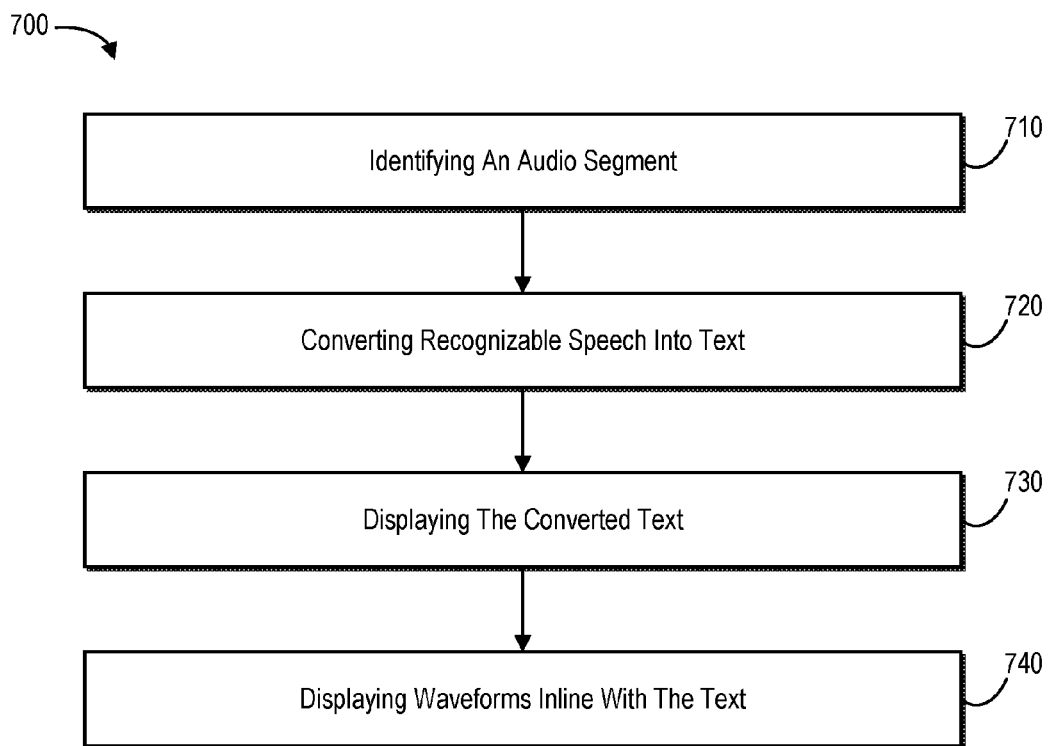 700
710
Identifying An Audio Segment
720
Converting Recognizable Speech Into Text
730
Displaying The Converted Text
740
Displaying Waveforms Inline With The Text